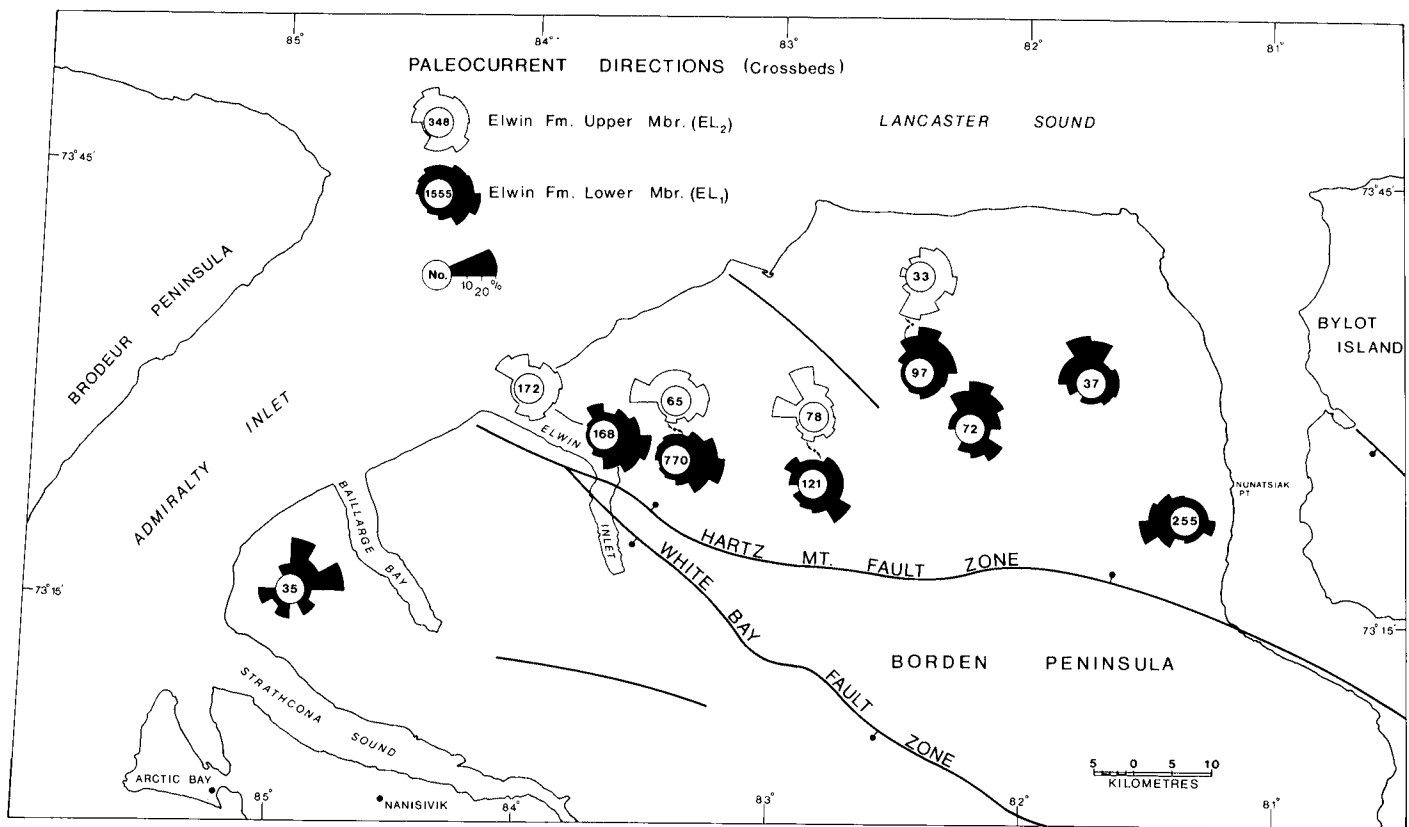 85° 84° 83° 82° 81°
PALEOCURRENT DIRECTIONS (Crossbeds)
348 Elwin Fm. Upper Mbr. (EL₂)
LANCASTER SOUND
73°45'
73°45'
1555 Elwin Fm. Lower Mbr. (EL₁)
No. 10 20 %
BRODEUR PENINSULA
ADMIRALTY INLET
BYLOT ISLAND
33
97
37
72
172
168
65
770
78
121
255
ELWIN INLET
NUNATSIAK PT
BAILLARGE BAY
35
73°15'
73°15'
HARTZ MT. FAULT ZONE
WHITE BAY FAULT ZONE
BORDEN PENINSULA
STRATHCONA SOUND
ARCTIC BAY
NANISIVIK
5 0 5 10
KILOMETRES
85° 84° 83° 82° 81°